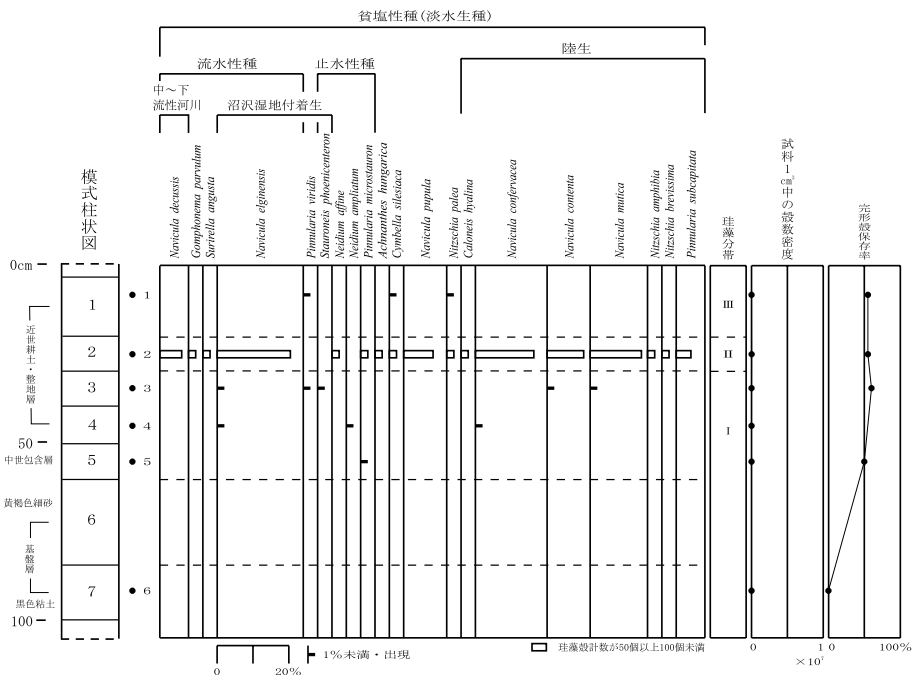 貧塩性種(淡水生種)
陸生
流水性種
止水性種
中～下
流性河川
沼沢湿地付着生
模式柱状図
Navicula decussis
Gomphonema parvulum
Surirella angusta
Navicula elginensis
Pinnularia viridis
Stauroneis phoenicenteron
Neidium affine
Neidium ampliatum
Pinnularia microstauron
Achnanthes hungarica
Cymbella silesiaca
Navicula pupula
Nitzschia palea
Caloneis hyalina
Navicula confervacea
Navicula contenta
Navicula mutica
Nitzschia amphibia
Nitzschia brevissima
Pinnularia subcapitata
珪藻分帯
試料1cm³中の殻数密度
完形殻保存率
0cm
1
1
III
近世耕土・整地層
2
2
II
3
3
4
4
I
50
中世包含層
5
5
黄褐色細砂
6
基盤層
7
6
黒色粘土
100
0
20%
1%未満・出現
珪藻殻計数が50個以上100個未満
0
1
×10⁷
0
100%